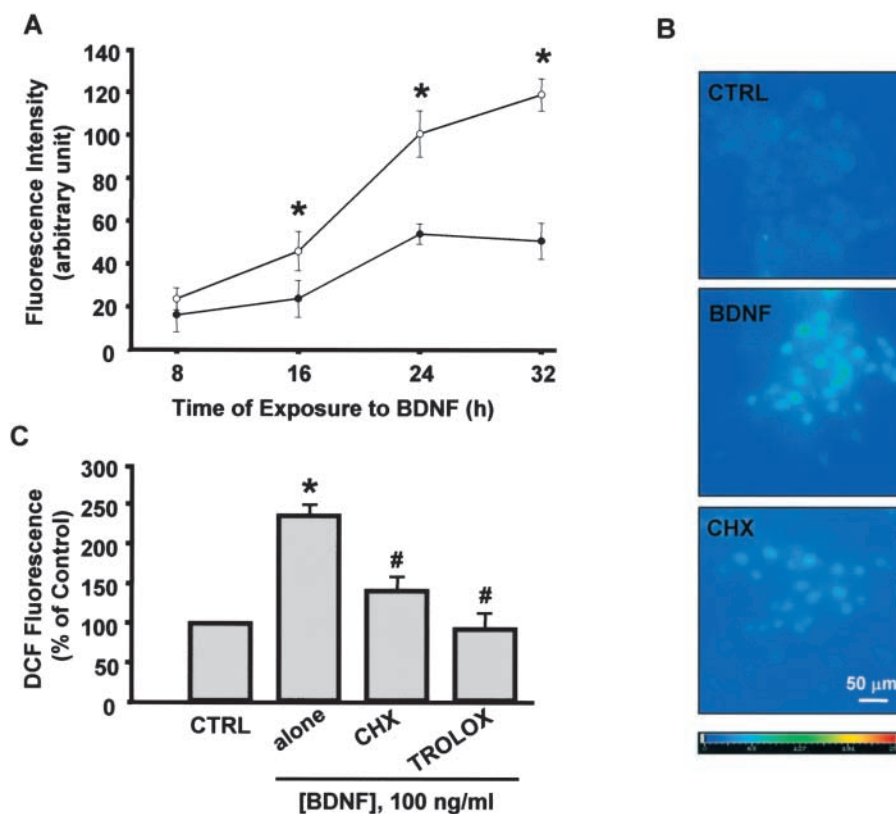 A
140
120
100
80
60
40
20
0
Fluorescence Intensity
(arbitrary unit)
*
*
*
8 16 24 32
Time of Exposure to BDNF (h)
B
CTRL
BDNF
CHX
50 µm
C
300
250
200
150
100
50
0
DCF Fluorescence
(% of Control)
*
#
#
CTRL alone CHX TROLOX
[BDNF], 100 ng/ml